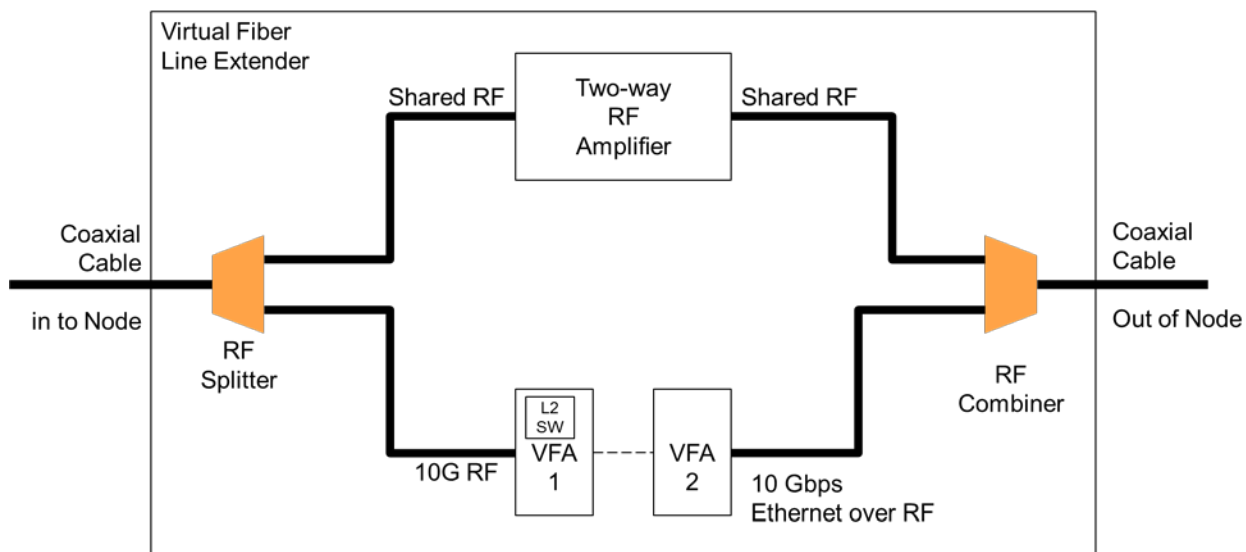 Virtual Fiber
Line Extender
Shared RF
Two-way
RF
Amplifier
Shared RF
Coaxial
Cable
in to Node
RF
Splitter
Coaxial
Cable
Out of Node
RF
Combiner
L2
SW
VFA
1
10G RF
VFA
2
10 Gbps
Ethernet over RF